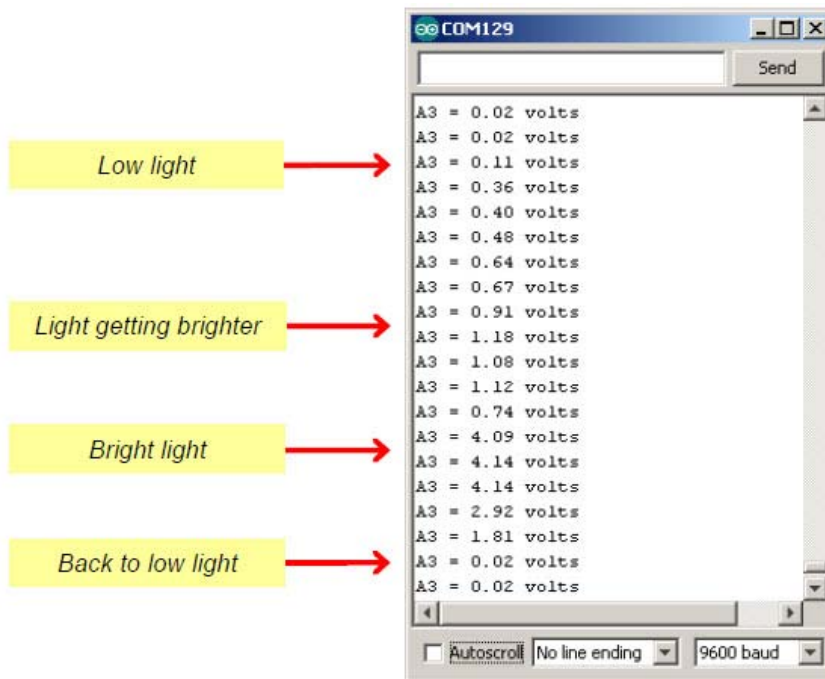 COM129
Send
A3 = 0.02 volts
A3 = 0.02 volts
Low light
A3 = 0.11 volts
A3 = 0.36 volts
A3 = 0.40 volts
A3 = 0.48 volts
A3 = 0.64 volts
A3 = 0.67 volts
Light getting brighter
A3 = 0.91 volts
A3 = 1.18 volts
A3 = 1.08 volts
A3 = 1.12 volts
A3 = 0.74 volts
Bright light
A3 = 4.09 volts
A3 = 4.14 volts
A3 = 4.14 volts
A3 = 2.92 volts
A3 = 1.81 volts
Back to low light
A3 = 0.02 volts
A3 = 0.02 volts
Autoscroll No line ending 9600 baud